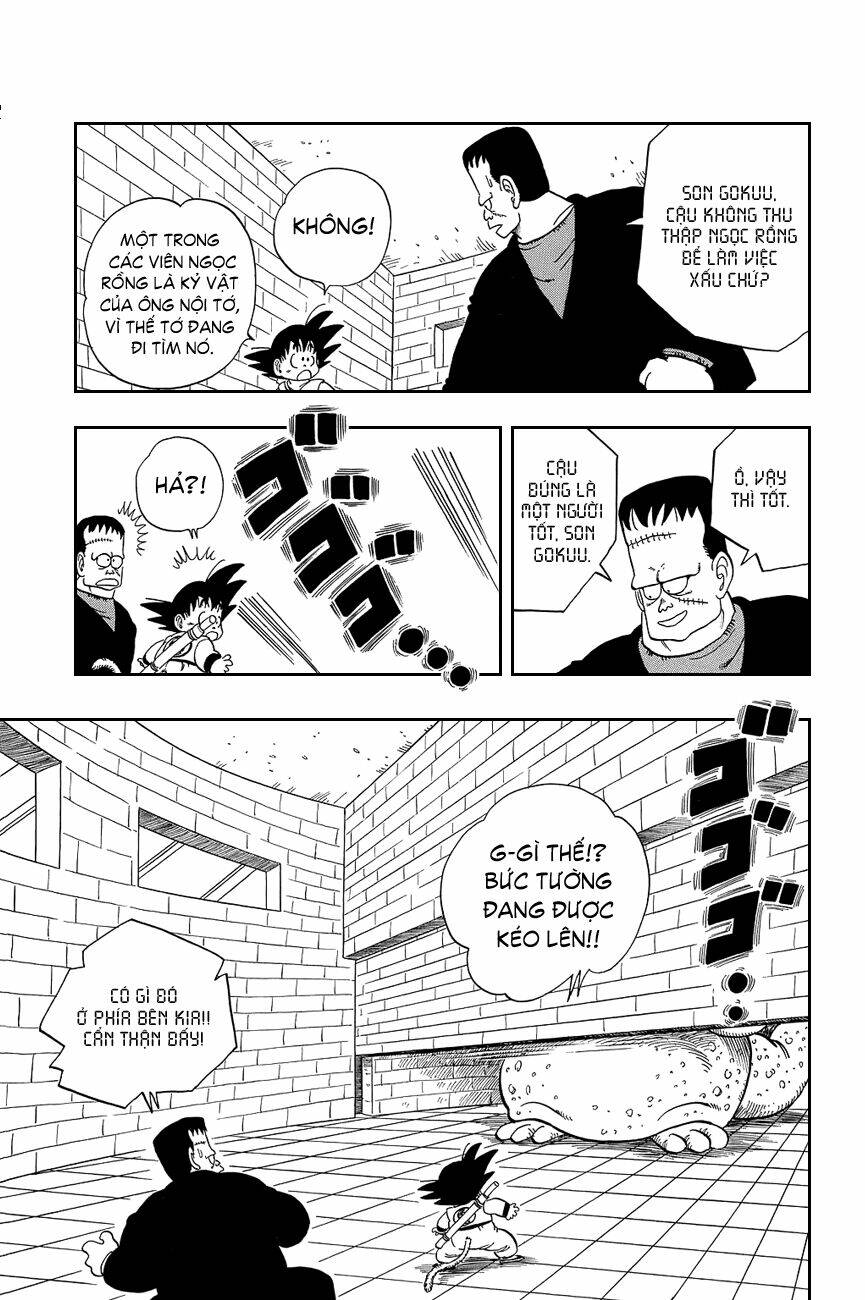 SON GOKUU,
CẬU KHÔNG THU
THẬP NGỌC RỒNG
ĐỂ LÀM VIỆC
XẤU CHỨ?
KHÔNG!
MỘT TRONG
CÁC VIÊN NGỌC
RỒNG LÀ KỶ VẬT
CỦA ÔNG NỘI TỚ,
VÌ THẾ TỚ ĐANG
ĐI TÌM NÓ.
Ồ, VẬY
THÌ TỐT.
CẬU
ĐÚNG LÀ
MỘT NGƯỜI
TỐT, SON
GOKUU.
ゴゴゴ...
HẢ?!
ゴゴゴ...
G-GÌ THẾ!?
BỨC TƯỜNG
ĐANG ĐƯỢC
KÉO LÊN!!
CÓ GÌ ĐÓ
Ở PHÍA BÊN KIA!!
CẨN THẬN ĐẤY!